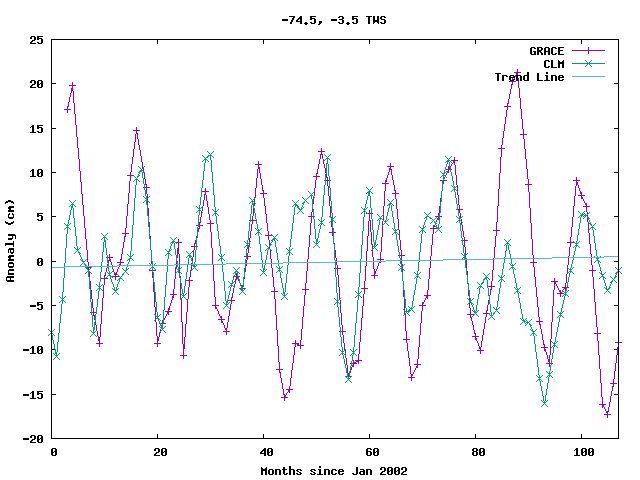 -74.5, -3.5 TWS
GRACE
CLM
Trend Line
25
20
15
10
5
0
-5
-10
-15
-20
Anomaly (cm)
0 20 40 60 80 100
Months since Jan 2002